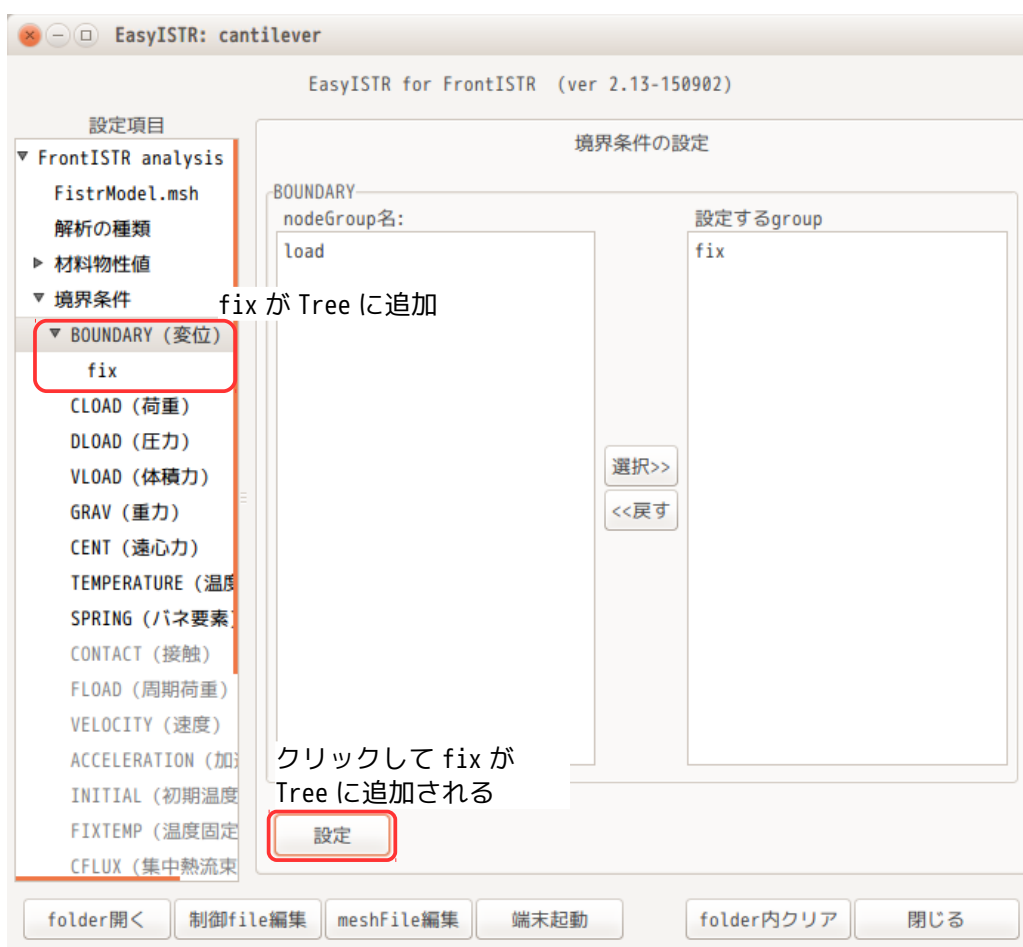 EasyISTR: cantilever
EasyISTR for FrontISTR (ver 2.13-150902)
設定項目
FrontISTR analysis
FistrModel.msh
解析の種類
材料物性値
境界条件
BOUNDARY (変位)
fix
CLOAD (荷重)
DLOAD (圧力)
VLOAD (体積力)
GRAV (重力)
CENT (遠心力)
TEMPERATURE (温度
SPRING (バネ要素)
CONTACT (接触)
FLOAD (周期荷重)
VELOCITY (速度)
ACCELERATION (加速
INITIAL (初期温度
FIXTEMP (温度固定
CFLUX (集中熱流束
fix が Tree に追加
境界条件の設定
BOUNDARY
nodeGroup名:
load
選択>>
<<戻す
設定するgroup
fix
クリックして fix が
Tree に追加される
設定
folder開く
制御file編集
meshFile編集
端末起動
folder内クリア
閉じる